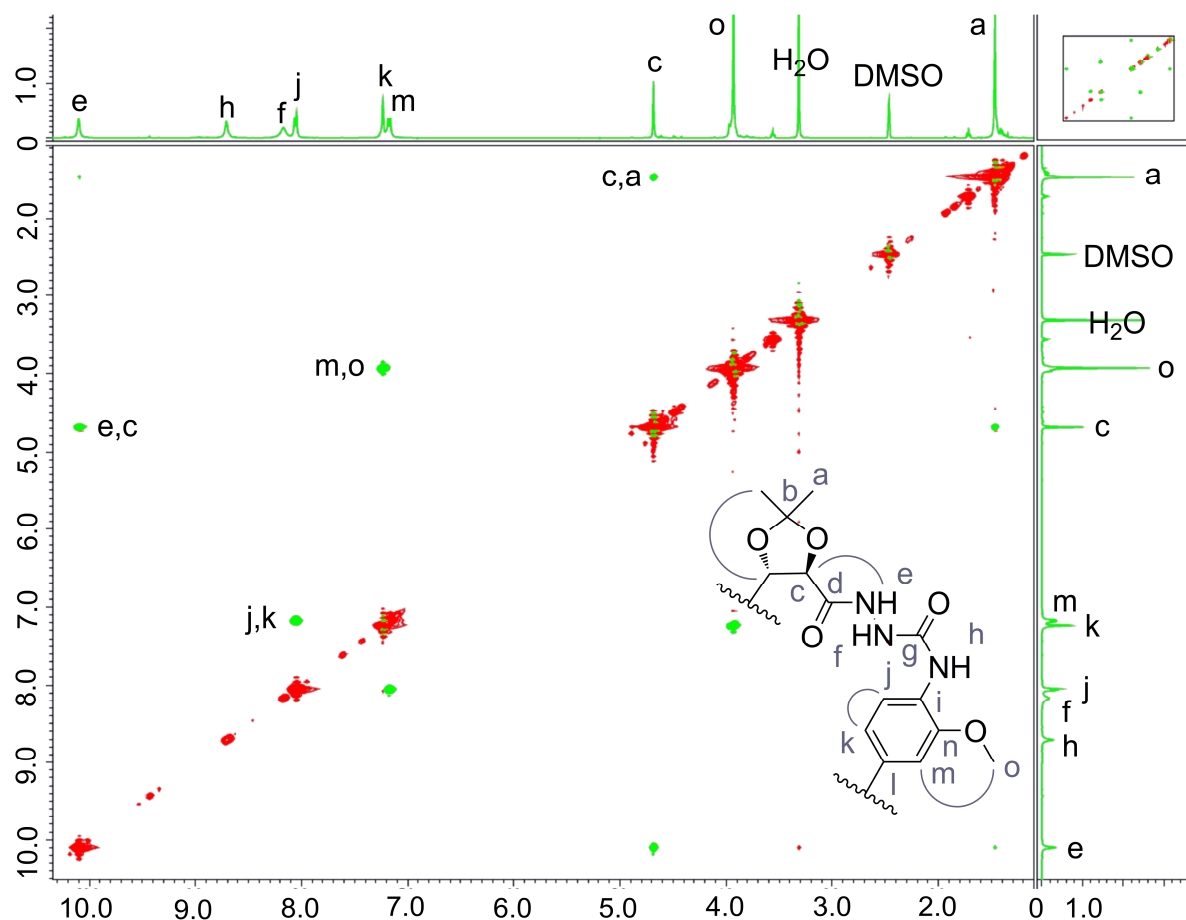 o
a
H₂O
c
DMSO
1.0
k
j
m
e
h
f
0
c,a
a
2.0
DMSO
3.0
H₂O
m,o
4.0
o
e,c
c
5.0
a
b
6.0
O
O
e
c
d
m
7.0
NH
O
j,k
k
O
HN
h
f
g
NH
j
8.0
j
i
f
k
n
O
h
9.0
m
o
l
10.0
e
10.0 9.0 8.0 7.0 6.0 5.0 4.0 3.0 2.0 1.0 0 1.0